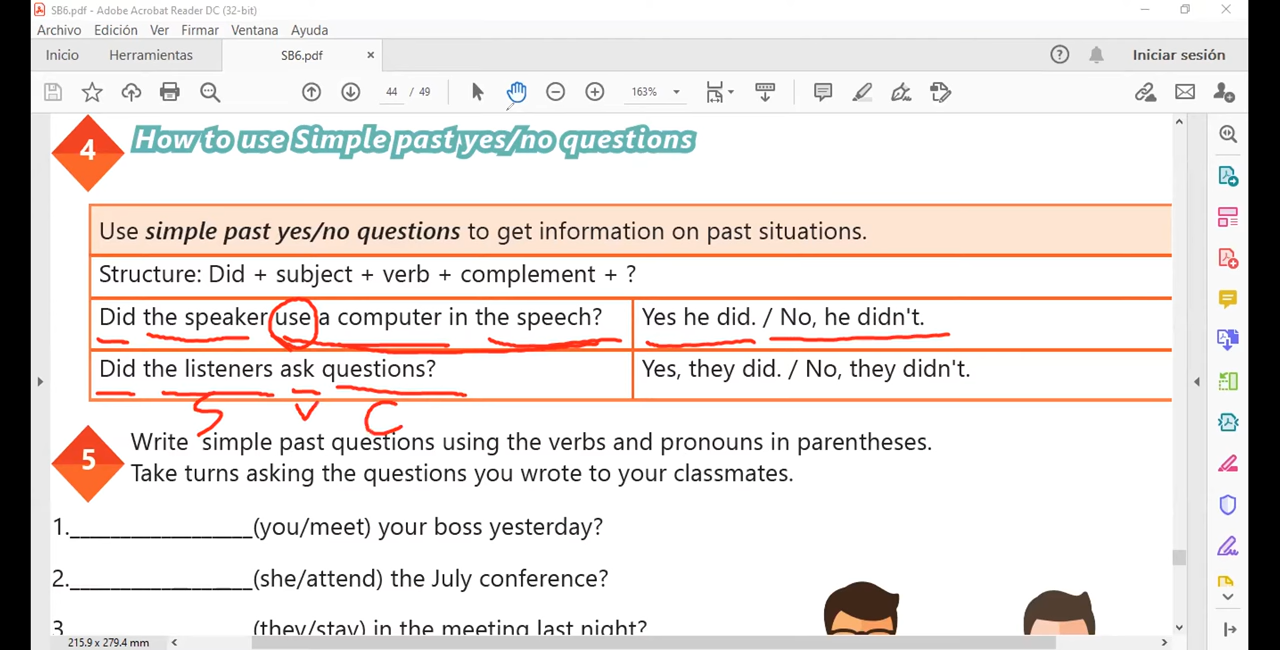 SB6.pdf - Adobe Acrobat Reader DC (32-bit)
Archivo Edición Ver Firmar Ventana Ayuda
Inicio Herramientas SB6.pdf × Iniciar sesión
44 / 49 163%
4 How to use Simple past yes/no questions
Use simple past yes/no questions to get information on past situations.
Structure: Did + subject + verb + complement + ?
Did the speaker use a computer in the speech? Yes he did. / No, he didn't.
Did the listeners ask questions? Yes, they did. / No, they didn't.
S V C
5 Write simple past questions using the verbs and pronouns in parentheses.
Take turns asking the questions you wrote to your classmates.
1.__________________(you/meet) your boss yesterday?
2.__________________(she/attend) the July conference?
3 (they/stay) in the meeting last night?
215.9 x 279.4 mm